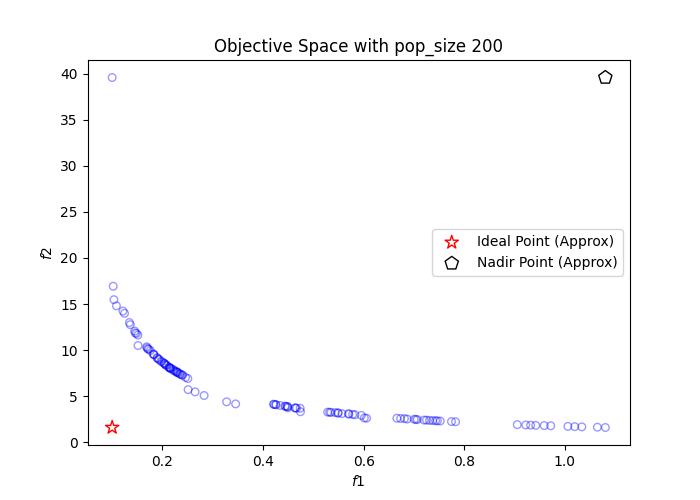 Objective Space with pop_size 200
40
35
30
25
20
15
10
5
0
f2
Ideal Point (Approx)
Nadir Point (Approx)
0.2 0.4 0.6 0.8 1.0
f1